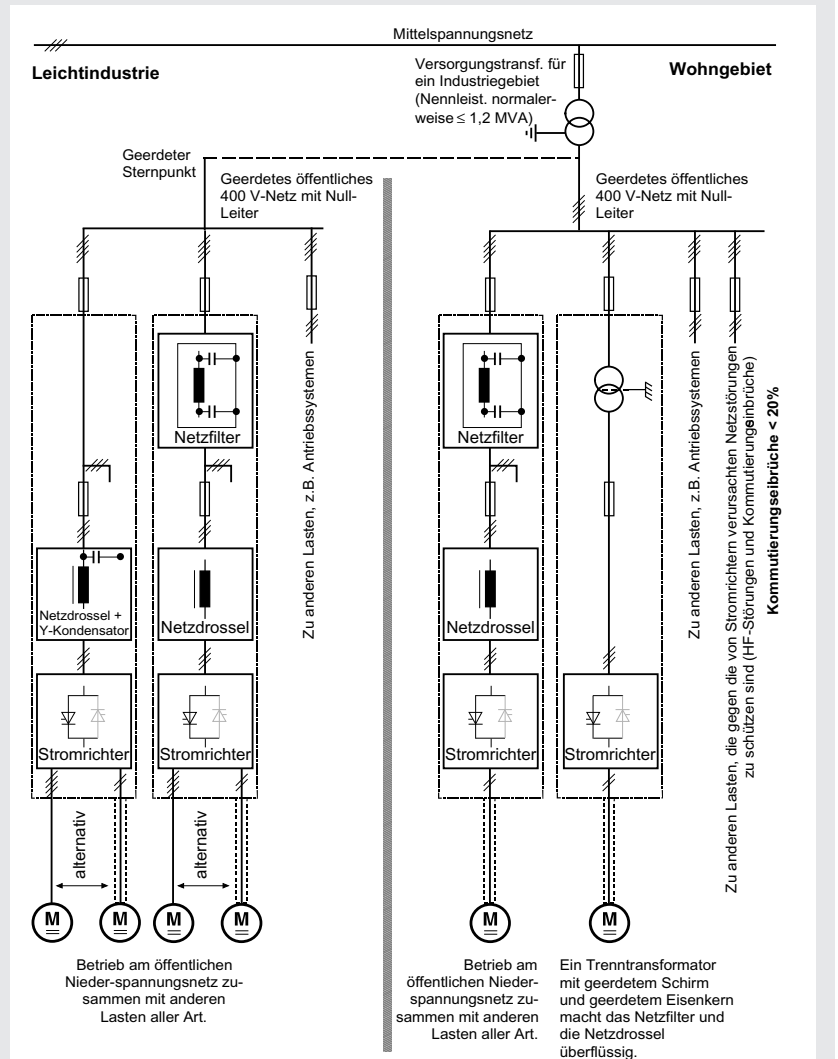 Mittelspannungsnetz
Leichtindustrie
Versorgungstransf. für
ein Industriegebiet
(Nennleist. normaler-
weise ≤ 1,2 MVA)
Wohngebiet
Geerdeter
Sternpunkt
Geerdetes öffentliches
400 V-Netz mit Null-
Leiter
Geerdetes öffentliches
400 V-Netz mit Null-
Leiter
Netzfilter
Netzfilter
Zu anderen Lasten, z.B. Antriebssystemen
Zu anderen Lasten, z.B. Antriebssystemen
Zu anderen Lasten, die gegen die von Stromrichtern verursachten Netzstörungen
zu schützen sind (HF-Störungen und Kommutierungseinbrüche)
Kommutierungseibrüche < 20%
Netzdrossel +
Y-Kondensator
Netzdrossel
Netzdrossel
Stromrichter
Stromrichter
Stromrichter
Stromrichter
alternativ
alternativ
M
M
M
M
M
M
Betrieb am öffentlichen
Nieder-spannungsnetz zu-
sammen mit anderen
Lasten aller Art.
Betrieb am
öffentlichen Nieder-
spannungsnetz zu-
sammen mit anderen
Lasten aller Art.
Ein Trenntransformator
mit geerdetem Schirm
und geerdetem Eisenkern
macht das Netzfilter und
die Netzdrossel
überflüssig.